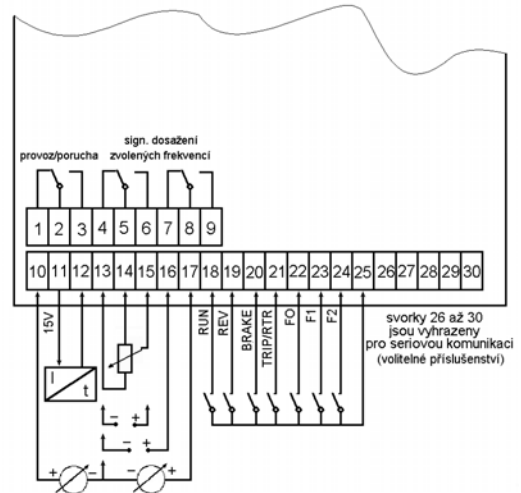 sign. dosažení
provoz/porucha zvolených frekvencí
1 2 3 4 5 6 7 8 9
10 11 12 13 14 15 16 17 18 19 20 21 22 23 24 25 26 27 28 29 30
15V
RUN
REV
BRAKE
TRIP/RTR
FO
F1
F2
svorky 26 až 30
jsou vyhrazeny
pro seriovou komunikaci
(volitelné příslušenství)
I
t
- +
- +
+ - - +